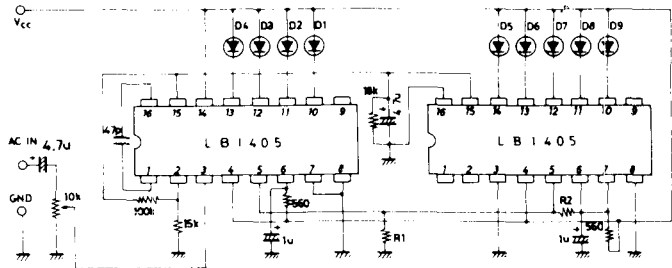 Vcc
D4 D3 D2 D1
D5 D6 D7 D8 D9
16 15 14 13 12 11 10 9
16 15 14 13 12 11 10 9
18k
147p
LB1405
LB1405
AC IN
4.7u
1 2 3 4 5 6 7 8
1 2 3 4 5 6 7 8
GND
10k
100k
15k
560
1u
R1
R2
1u
560